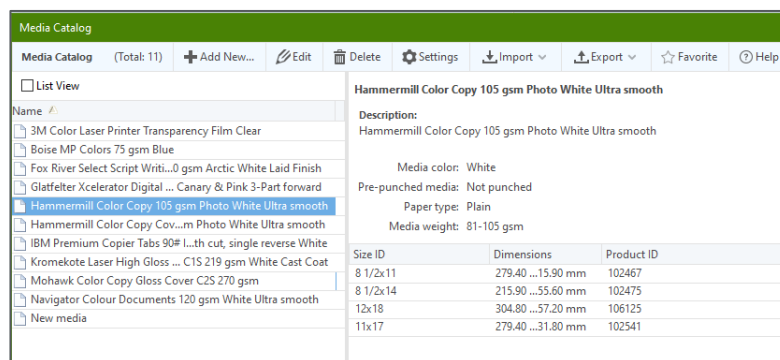 Media Catalog
Media Catalog (Total: 11) Add New... Edit Delete Settings Import Export Favorite Help
List View
Name
3M Color Laser Printer Transparency Film Clear
Boise MP Colors 75 gsm Blue
Fox River Select Script Writi...0 gsm Arctic White Laid Finish
Glatfelter Xcelerator Digital ... Canary & Pink 3-Part forward
Hammermill Color Copy 105 gsm Photo White Ultra smooth
Hammermill Color Copy Cov...m Photo White Ultra smooth
IBM Premium Copier Tabs 90# I...th cut, single reverse White
Kromekote Laser High Gloss ... C1S 219 gsm White Cast Coat
Mohawk Color Copy Gloss Cover C2S 270 gsm
Navigator Colour Documents 120 gsm White Ultra smooth
New media
Hammermill Color Copy 105 gsm Photo White Ultra smooth
Description:
Hammermill Color Copy 105 gsm Photo White Ultra smooth
Media color: White
Pre-punched media: Not punched
Paper type: Plain
Media weight: 81-105 gsm
Size ID Dimensions Product ID
8 1/2x11 279.40 ...15.90 mm 102467
8 1/2x14 215.90 ...55.60 mm 102475
12x18 304.80 ...57.20 mm 106125
11x17 279.40 ...31.80 mm 102541